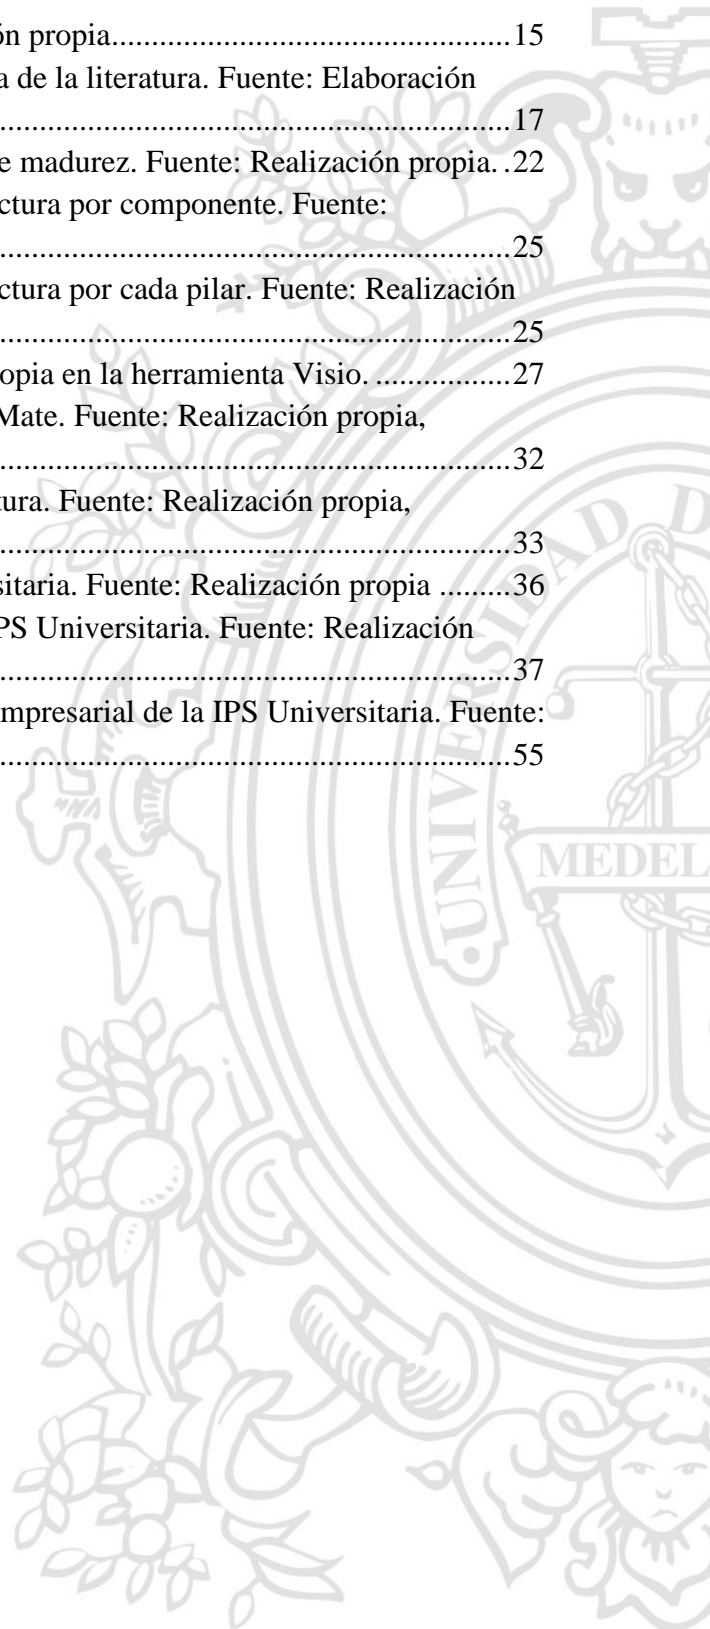 ón propia..................................................15
a de la literatura. Fuente: Elaboración
................................................................17
e madurez. Fuente: Realización propia. .22
ctura por componente. Fuente:
................................................................25
ctura por cada pilar. Fuente: Realización
................................................................25
opia en la herramienta Visio. .................27
Mate. Fuente: Realización propia,
................................................................32
tura. Fuente: Realización propia,
................................................................33
sitaria. Fuente: Realización propia .........36
PS Universitaria. Fuente: Realización
................................................................37
mpresarial de la IPS Universitaria. Fuente:
................................................................55
UNIVERSIDAD D
MEDEL